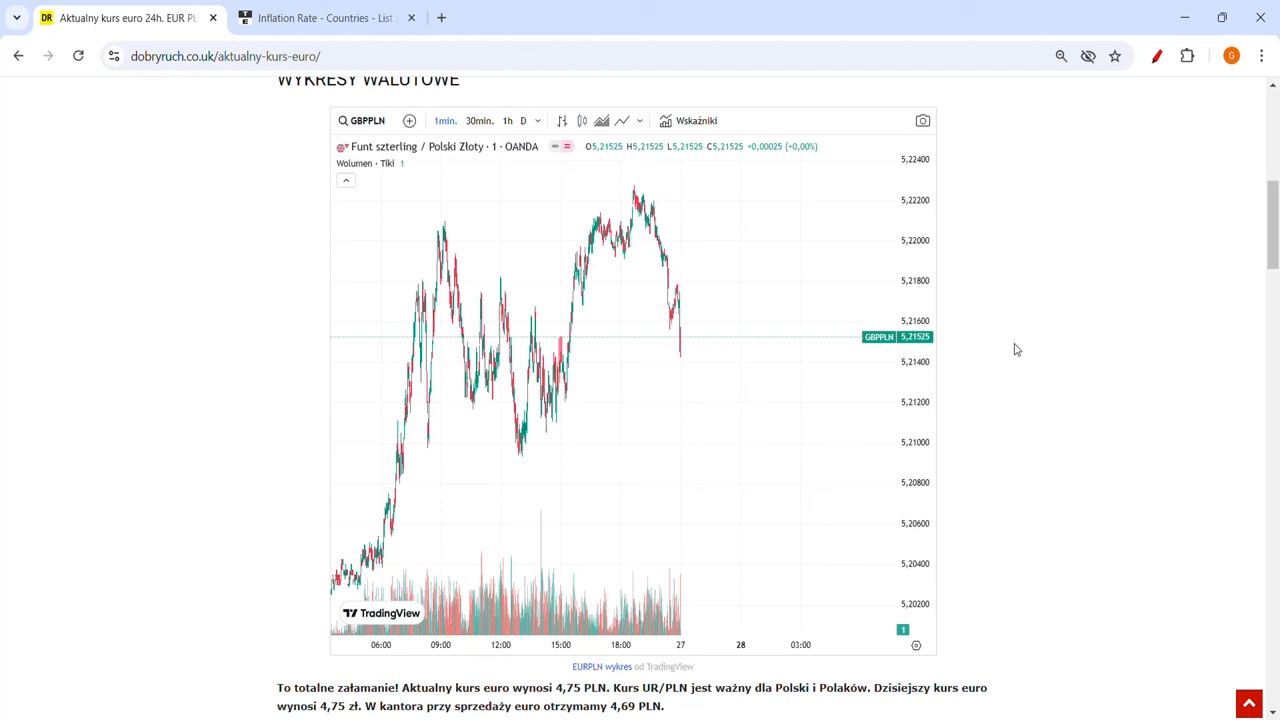 DR Aktualny kurs euro 24h. EUR PL
TE Inflation Rate - Countries - List
dobryruch.co.uk/aktualny-kurs-euro/
G
WYKRESY WALUTOWE
GBPPLN 1min. 30min. 1h D Wskaźniki
Funt szterling / Polski Złoty · 1 · OANDA O5,21525 H5,21525 L5,21525 C5,21525 +0,00025 (+0,00%)
Wolumen · Tiki 1
5,22400
5,22200
5,22000
5,21800
5,21600
GBPPLN 5,21525
5,21400
5,21200
5,21000
5,20800
5,20600
5,20400
5,20200
TradingView
1
06:00 09:00 12:00 15:00 18:00 27 28 03:00
EURPLN wykres od TradingView
To totalne załamanie! Aktualny kurs euro wynosi 4,75 PLN. Kurs UR/PLN jest ważny dla Polski i Polaków. Dzisiejszy kurs euro
wynosi 4,75 zł. W kantora przy sprzedaży euro otrzymamy 4,69 PLN.